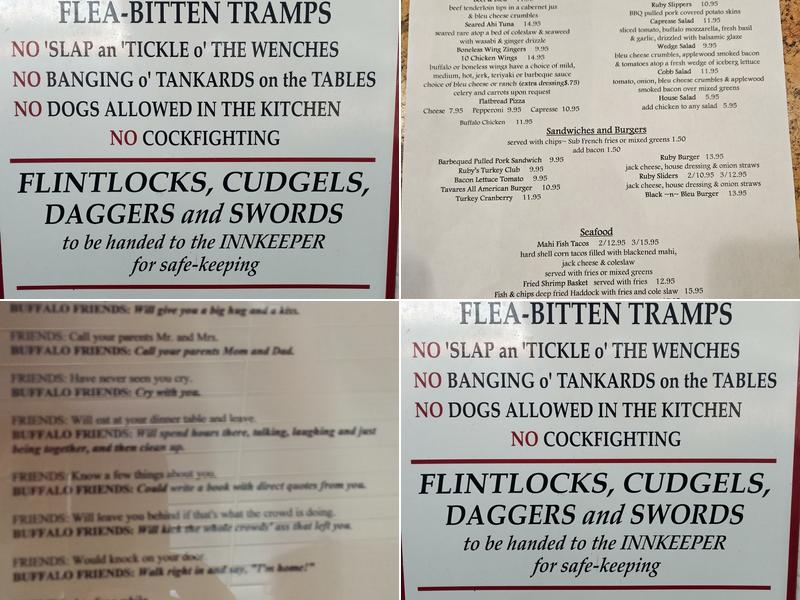 FLEA-BITTEN TRAMPS
NO 'SLAP an 'TICKLE o' THE WENCHES
NO BANGING o' TANKARDS on the TABLES
NO DOGS ALLOWED IN THE KITCHEN
NO COCKFIGHTING
FLINTLOCKS, CUDGELS,
DAGGERS and SWORDS
to be handed to the INNKEEPER
for safe-keeping
beef tenderloin tips in a cabernet jus
& bleu cheese crumbles
Seared Ahi Tuna 14.95
seared rare atop a bed of coleslaw & seaweed
with wasabi & ginger drizzle
Boneless Wing Zingers 9.95
10 Chicken Wings 14.95
buffalo or boneless wings have a choice of mild,
medium, hot, jerk, teriyaki or barbeque sauce
choice of bleu cheese or ranch (extra dressing$.75)
celery and carrots upon request
Flatbread Pizza
Cheese 7.95 Pepperoni 9.95 Capresse 10.95
Buffalo Chicken 11.95
Ruby Slippers 10.95
BBQ pulled pork covered potato skins
Caprese Salad 11.95
sliced tomato, buffalo mozzarella, fresh basil
& garlic, drizzled with balsamic glaze
Wedge Salad 9.95
bleu cheese crumbles, applewood smoked bacon
& tomatoes atop a fresh wedge of iceberg lettuce
Cobb Salad 11.95
tomato, onion, bleu cheese crumbles & applewood
smoked bacon over mixed greens
House Salad 5.95
add chicken to any salad 5.95
Sandwiches and Burgers
served with chips~ Sub French fries or mixed greens 1.50
add bacon 1.50
Barbequed Pulled Pork Sandwich 9.95
Ruby's Turkey Club 9.95
Bacon Lettuce Tomato 9.95
Tavares All American Burger 10.95
Turkey Cranberry 11.95
Ruby Burger 13.95
jack cheese, house dressing & onion straws
Ruby Sliders 2/10.95 3/12.95
jack cheese, house dressing & onion straws
Black ~n~ Bleu Burger 13.95
Seafood
Mahi Fish Tacos 2/12.95 3/15.95
hard shell corn tacos filled with blackened mahi,
jack cheese & coleslaw
served with fries or mixed greens
Fried Shrimp Basket served with fries 12.95
Fish & chips deep fried Haddock with fries and cole slaw 15.95
BUFFALO FRIENDS: Will give you a big hug and a kiss.
FRIENDS: Call your parents Mr. and Mrs.
BUFFALO FRIENDS: Call your parents Mom and Dad.
FRIENDS: Have never seen you cry.
BUFFALO FRIENDS: Cry with you.
FRIENDS: Will eat at your dinner table and leave.
BUFFALO FRIENDS: Will spend hours there, talking, laughing and just
being together, and then clean up.
FRIENDS: Know a few things about you.
BUFFALO FRIENDS: Could write a book with direct quotes from you.
FRIENDS: Will leave you behind if that's what the crowd is doing.
BUFFALO FRIENDS: Will kick the whole crowds' ass that left you.
FRIENDS: Would knock on your door.
BUFFALO FRIENDS: Walk right in and say, "I'm home!"
FLEA-BITTEN TRAMPS
NO 'SLAP an 'TICKLE o' THE WENCHES
NO BANGING o' TANKARDS on the TABLES
NO DOGS ALLOWED IN THE KITCHEN
NO COCKFIGHTING
FLINTLOCKS, CUDGELS,
DAGGERS and SWORDS
to be handed to the INNKEEPER
for safe-keeping